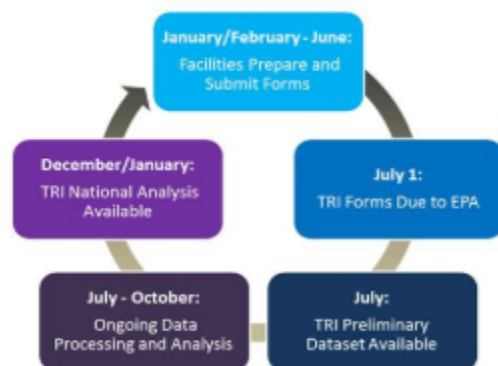 January/February - June:
Facilities Prepare and
Submit Forms
July 1:
TRI Forms Due to EPA
July:
TRI Preliminary
Dataset Available
July - October:
Ongoing Data
Processing and Analysis
December/January:
TRI National Analysis
Available